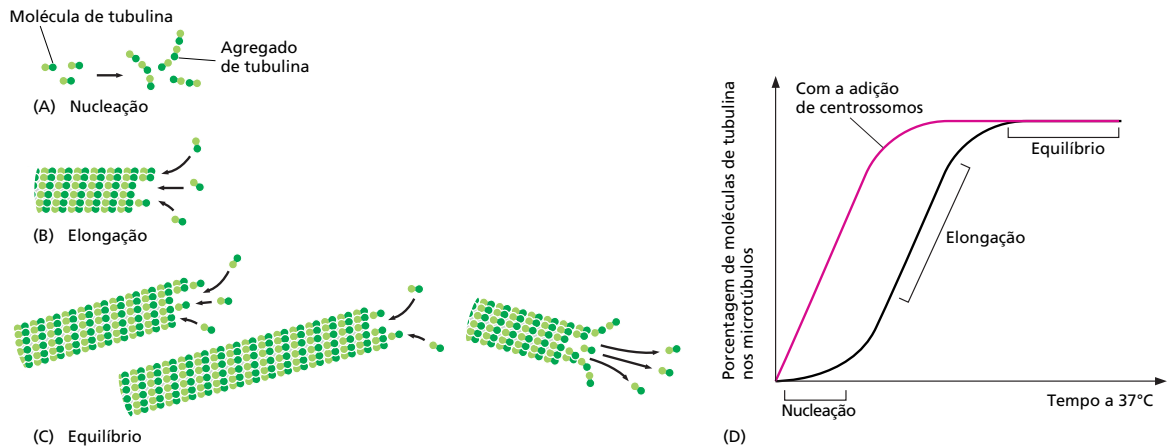 Molécula de tubulina
Agregado
de tubulina
(A) Nucleação
(B) Elongação
(C) Equilíbrio
Porcentagem de moléculas de tubulina
nos microtúbulos
Com a adição
de centrossomos
Equilíbrio
Elongação
Nucleação
Tempo a 37°C
(D)